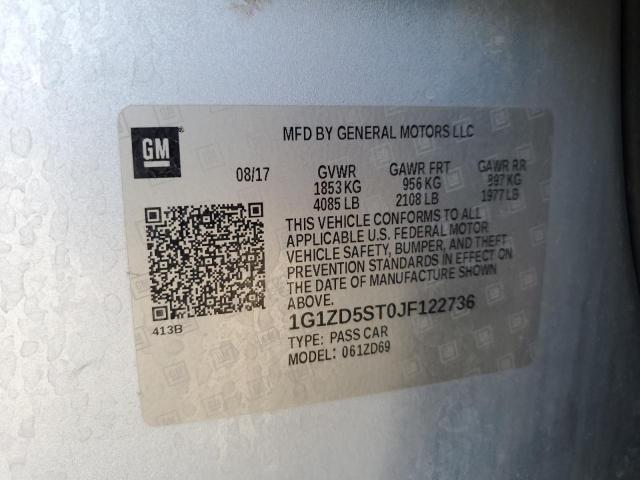 GM
MFD BY GENERAL MOTORS LLC
08/17 GVWR GAWR FRT GAWR RR
1853 KG 956 KG 897 KG
4085 LB 2108 LB 1977 LB
THIS VEHICLE CONFORMS TO ALL
APPLICABLE U.S. FEDERAL MOTOR
VEHICLE SAFETY, BUMPER, AND THEFT
PREVENTION STANDARDS IN EFFECT ON
THE DATE OF MANUFACTURE SHOWN
ABOVE.
413B
1G1ZD5ST0JF122736
TYPE: PASS CAR
MODEL: 061ZD69